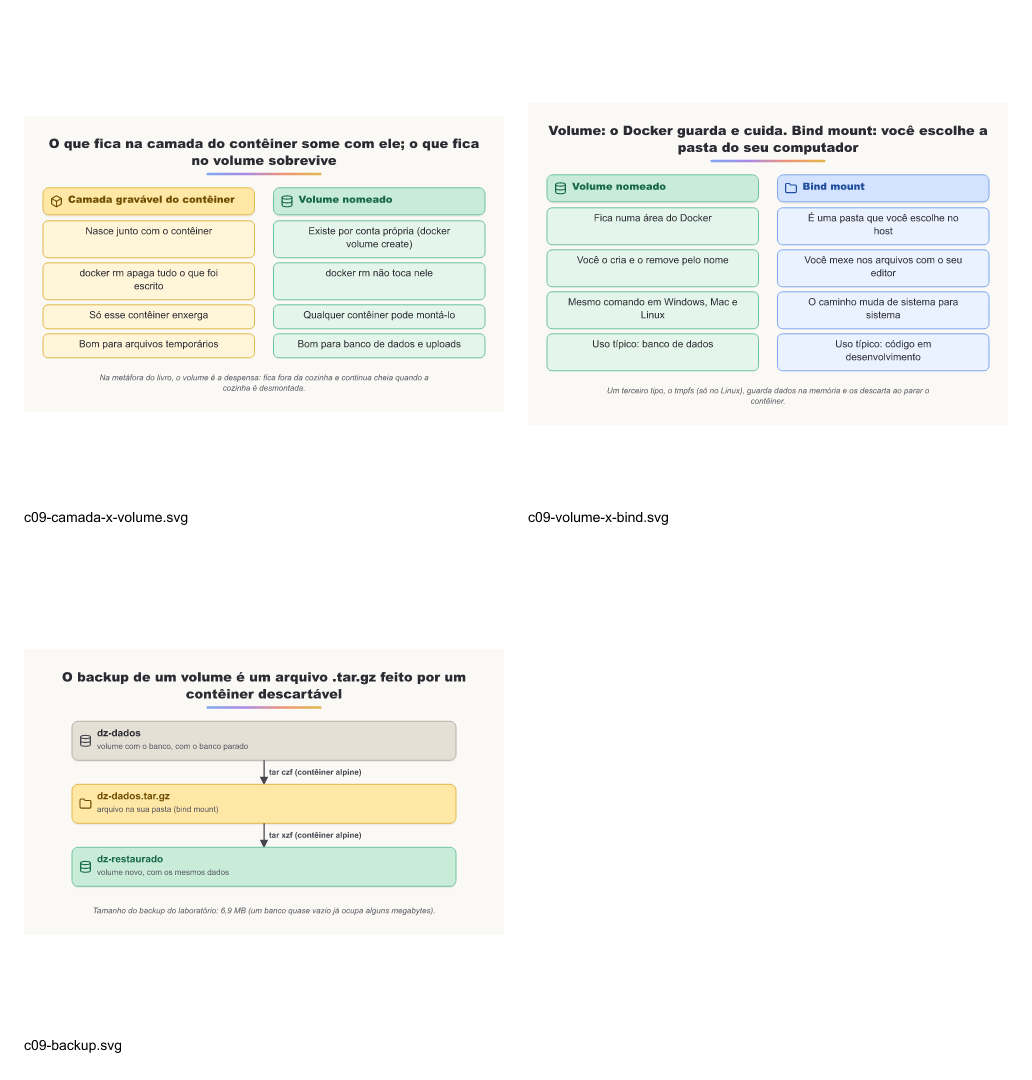 O que fica na camada do contêiner some com ele; o que fica
no volume sobrevive
Camada gravável do contêiner
Volume nomeado
Nasce junto com o contêiner
Existe por conta própria (docker
volume create)
docker rm apaga tudo o que foi
escrito
docker rm não toca nele
Só esse contêiner enxerga
Qualquer contêiner pode montá-lo
Bom para arquivos temporários
Bom para banco de dados e uploads
Na metáfora do livro, o volume é a despensa: fica fora da cozinha e continua cheia quando a
cozinha é desmontada.
c09-camada-x-volume.svg
Volume: o Docker guarda e cuida. Bind mount: você escolhe a
pasta do seu computador
Volume nomeado
Bind mount
Fica numa área do Docker
É uma pasta que você escolhe no
host
Você o cria e o remove pelo nome
Você mexe nos arquivos com o seu
editor
Mesmo comando em Windows, Mac e
Linux
O caminho muda de sistema para
sistema
Uso típico: banco de dados
Uso típico: código em
desenvolvimento
Um terceiro tipo, o tmpfs (só no Linux), guarda dados na memória e os descarta ao parar o
contêiner.
c09-volume-x-bind.svg
O backup de um volume é um arquivo .tar.gz feito por um
contêiner descartável
dz-dados
volume com o banco, com o banco parado
tar czf (contêiner alpine)
dz-dados.tar.gz
arquivo na sua pasta (bind mount)
tar xzf (contêiner alpine)
dz-restaurado
volume novo, com os mesmos dados
Tamanho do backup do laboratório: 6,9 MB (um banco quase vazio já ocupa alguns megabytes).
c09-backup.svg